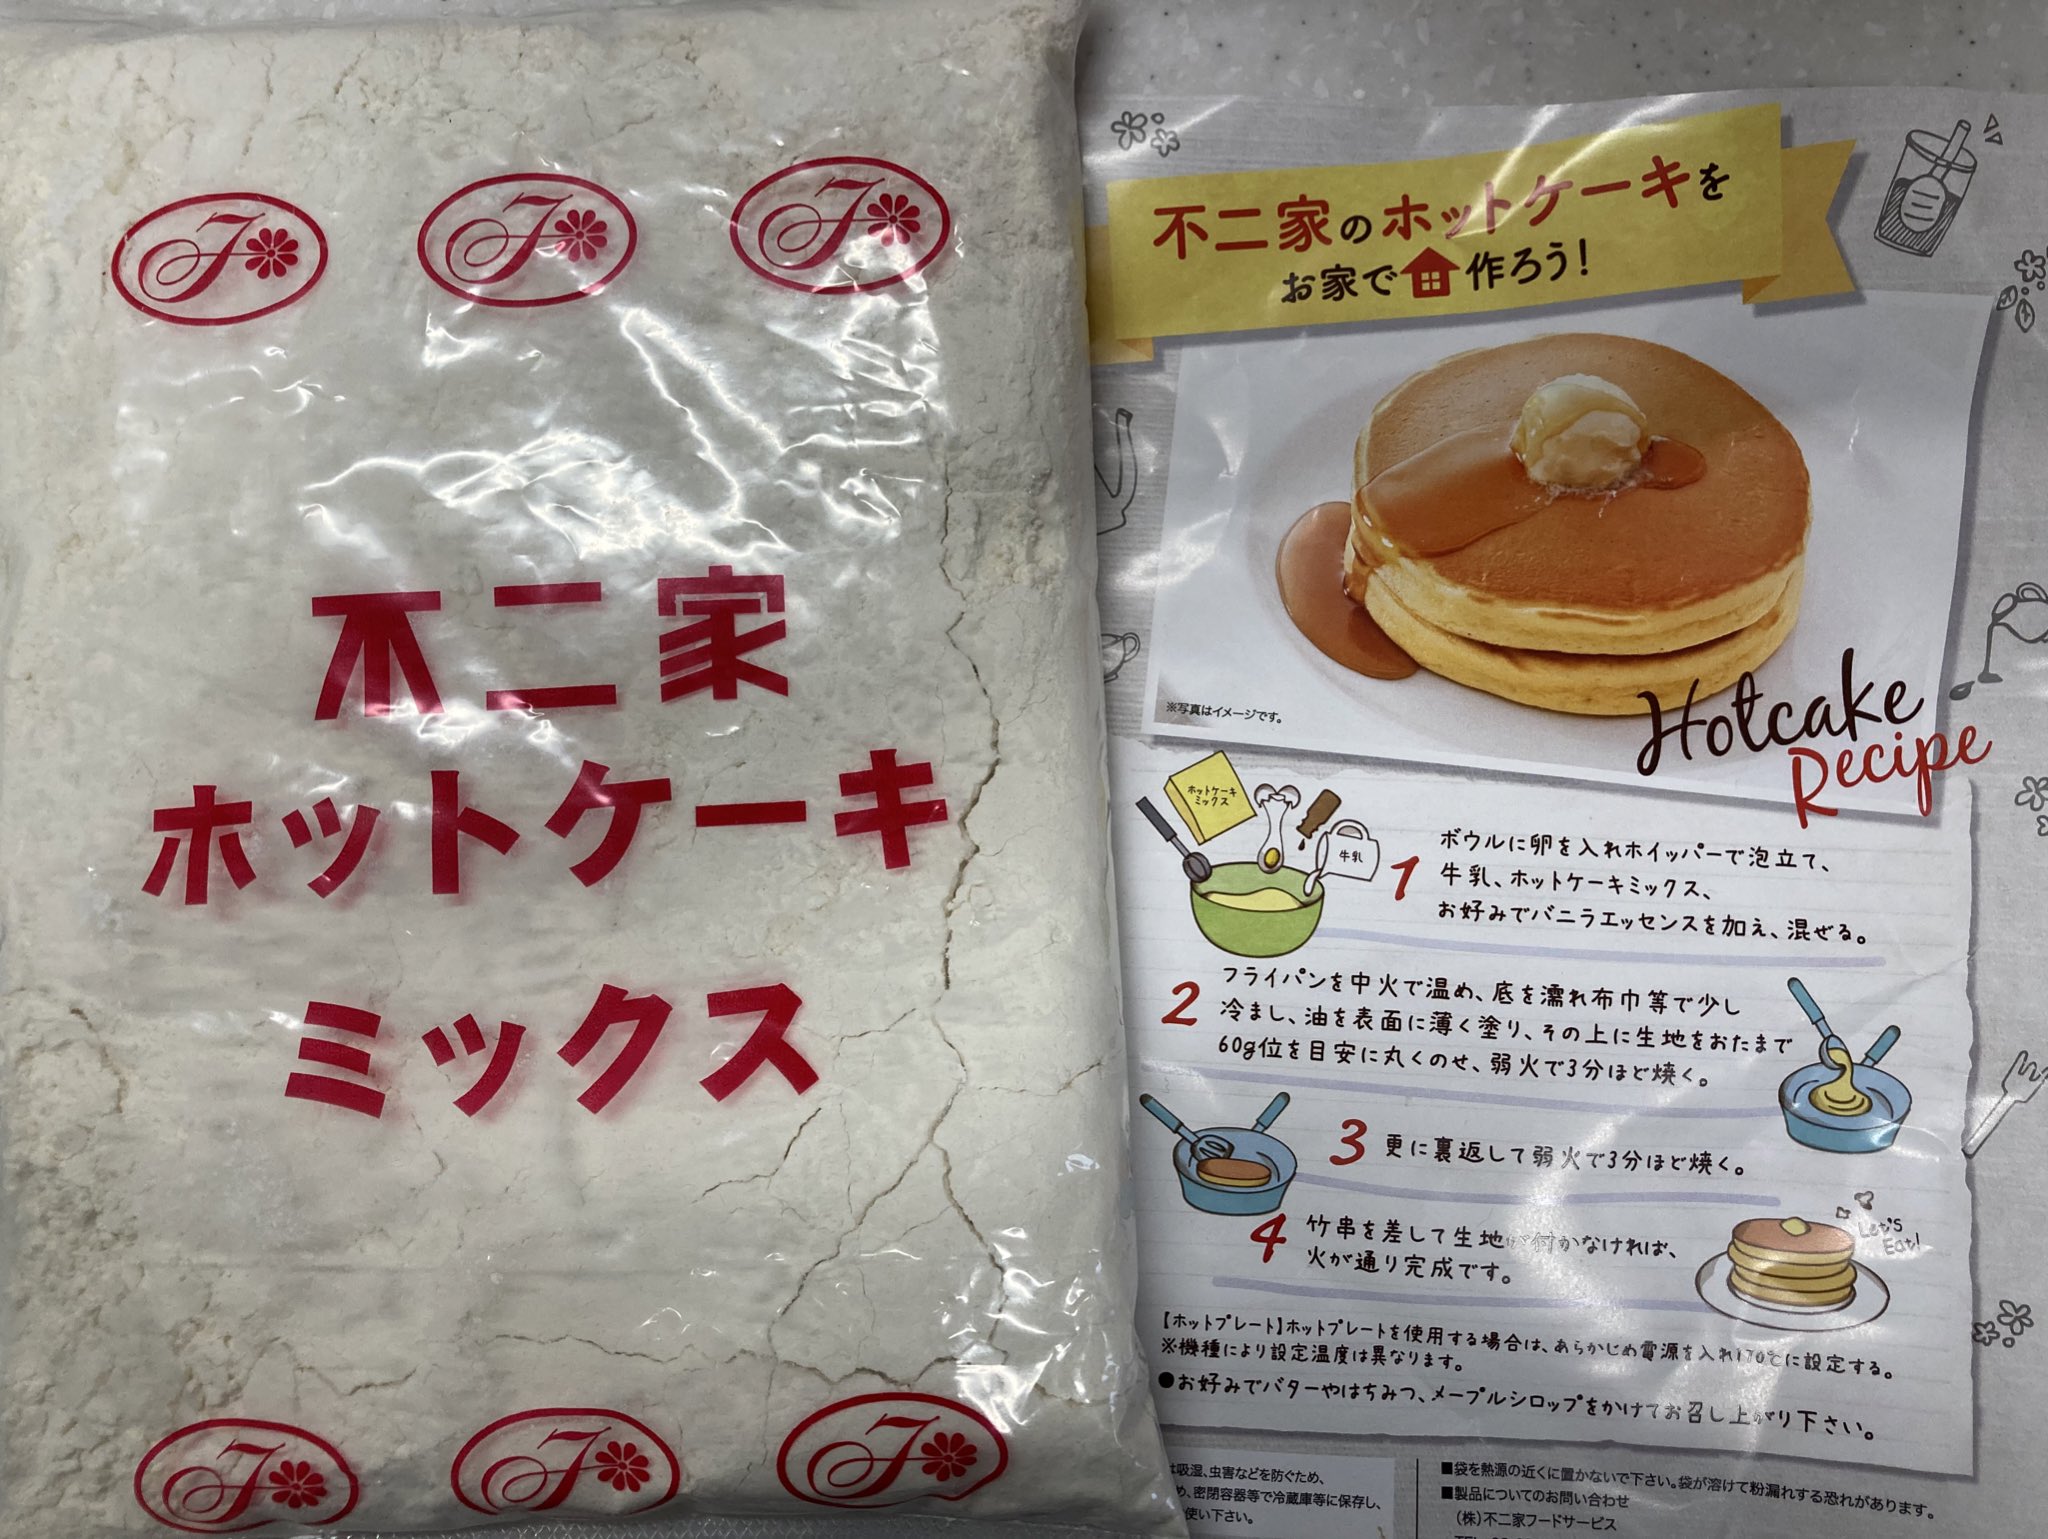 不二家
ホットケーキ
ミックス
不二家のホットケーキを
お家で作ろう!
※写真はイメージです。
Hotcake
Recipe
ホットケーキ
ミックス
牛乳
1 ボウルに卵を入れホイッパーで泡立て、
牛乳、ホットケーキミックス、
お好みでバニラエッセンスを加え、混ぜる。
2 フライパンを中火で温め、底を濡れ布巾等で少し
冷まし、油を表面に薄く塗り、その上に生地をおたまで
60g位を目安に丸くのせ、弱火で3分ほど焼く。
3 更に裏返して弱火で3分ほど焼く。
4 竹串を差して生地が付かなければ、
火が通り完成です。
Let's
Eat!
【ホットプレート】ホットプレートを使用する場合は、あらかじめ電源を入れ170℃に設定する。
※機種により設定温度は異なります。
●お好みでバターやはちみつ、メープルシロップをかけてお召し上がり下さい。
は吸湿、虫害などを防ぐため、
め、密閉容器等で冷蔵庫等に保存し、
使い下さい。
■袋を熱源の近くに置かないで下さい。袋が溶けて粉漏れする恐れがあります。
■製品についてのお問い合わせ
(株)不二家フードサービス